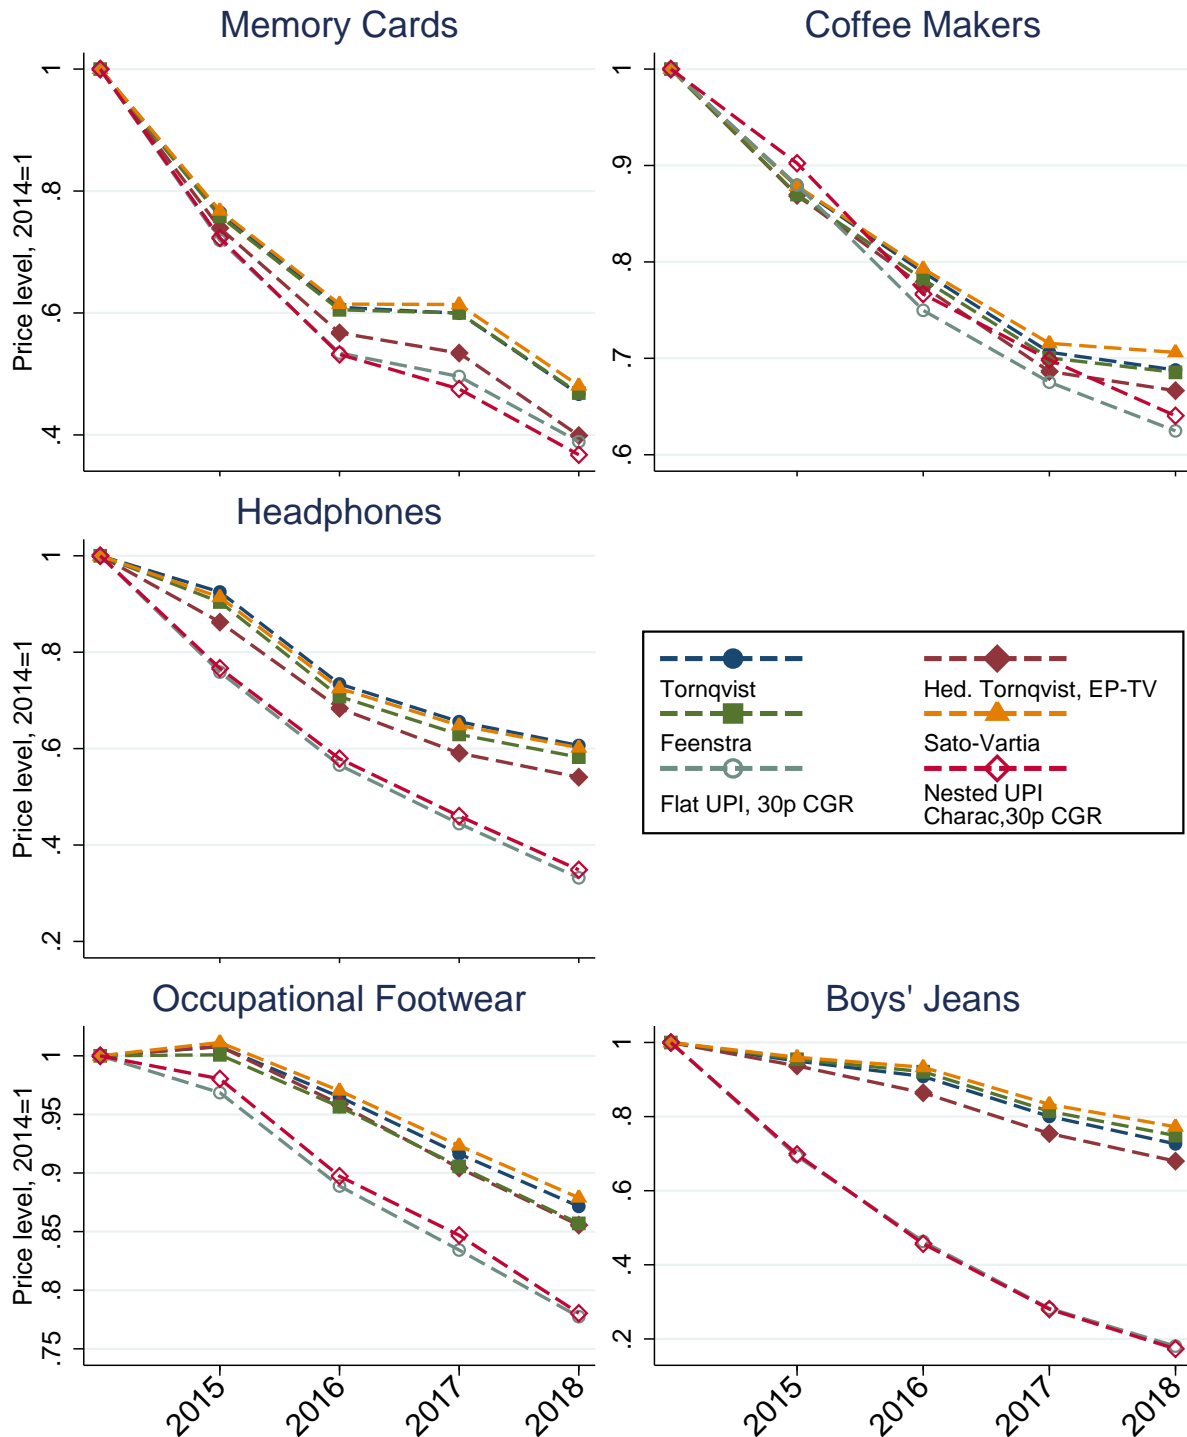 Memory Cards
Coffee Makers
Price level, 2014=1
1
.8
.6
.4
1
.9
.8
.7
.6
Headphones
Price level, 2014=1
1
.8
.6
.4
.2
Tornqvist
Hed. Tornqvist, EP-TV
Feenstra
Sato-Vartia
Flat UPI, 30p CGR
Nested UPI
Charac,30p CGR
Occupational Footwear
Boys' Jeans
Price level, 2014=1
1
.95
.9
.85
.8
.75
1
.8
.6
.4
.2
2015
2016
2017
2018
2015
2016
2017
2018